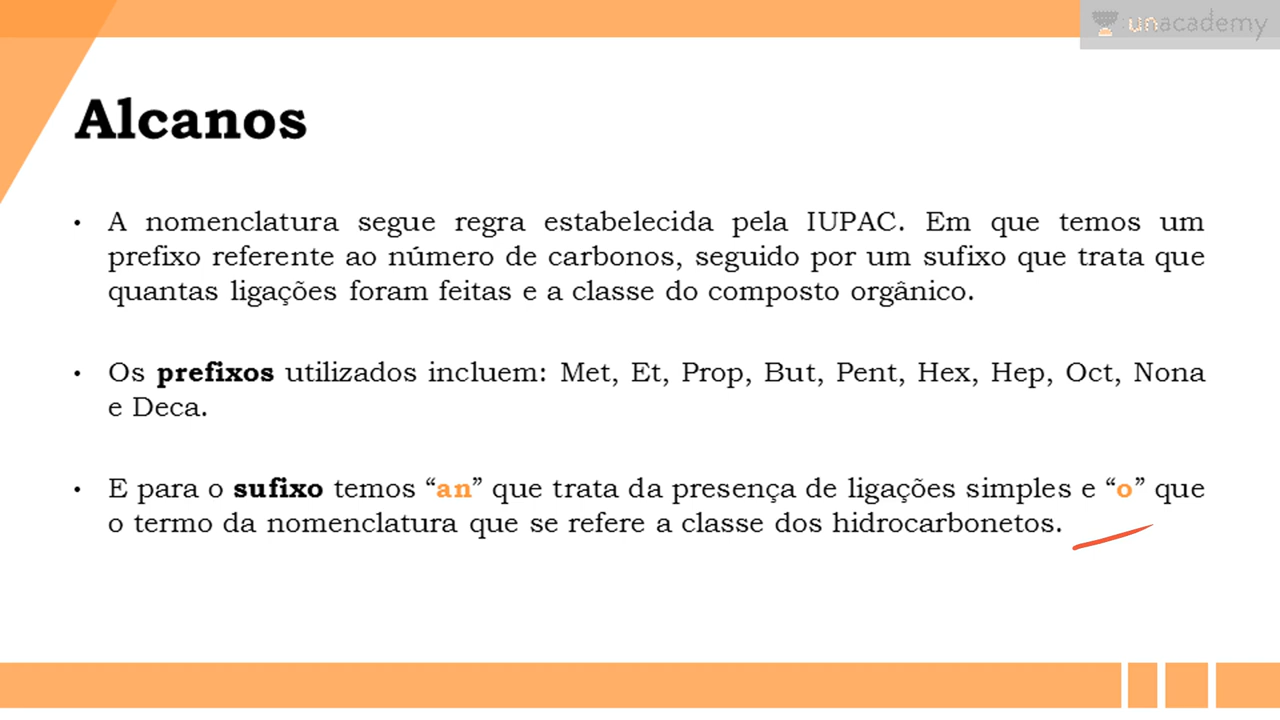 unacademy
Alcanos
• A nomenclatura segue regra estabelecida pela IUPAC. Em que temos um
prefixo referente ao número de carbonos, seguido por um sufixo que trata que
quantas ligações foram feitas e a classe do composto orgânico.
• Os prefixos utilizados incluem: Met, Et, Prop, But, Pent, Hex, Hep, Oct, Nona
e Deca.
• E para o sufixo temos “an” que trata da presença de ligações simples e “o” que
o termo da nomenclatura que se refere a classe dos hidrocarbonetos.